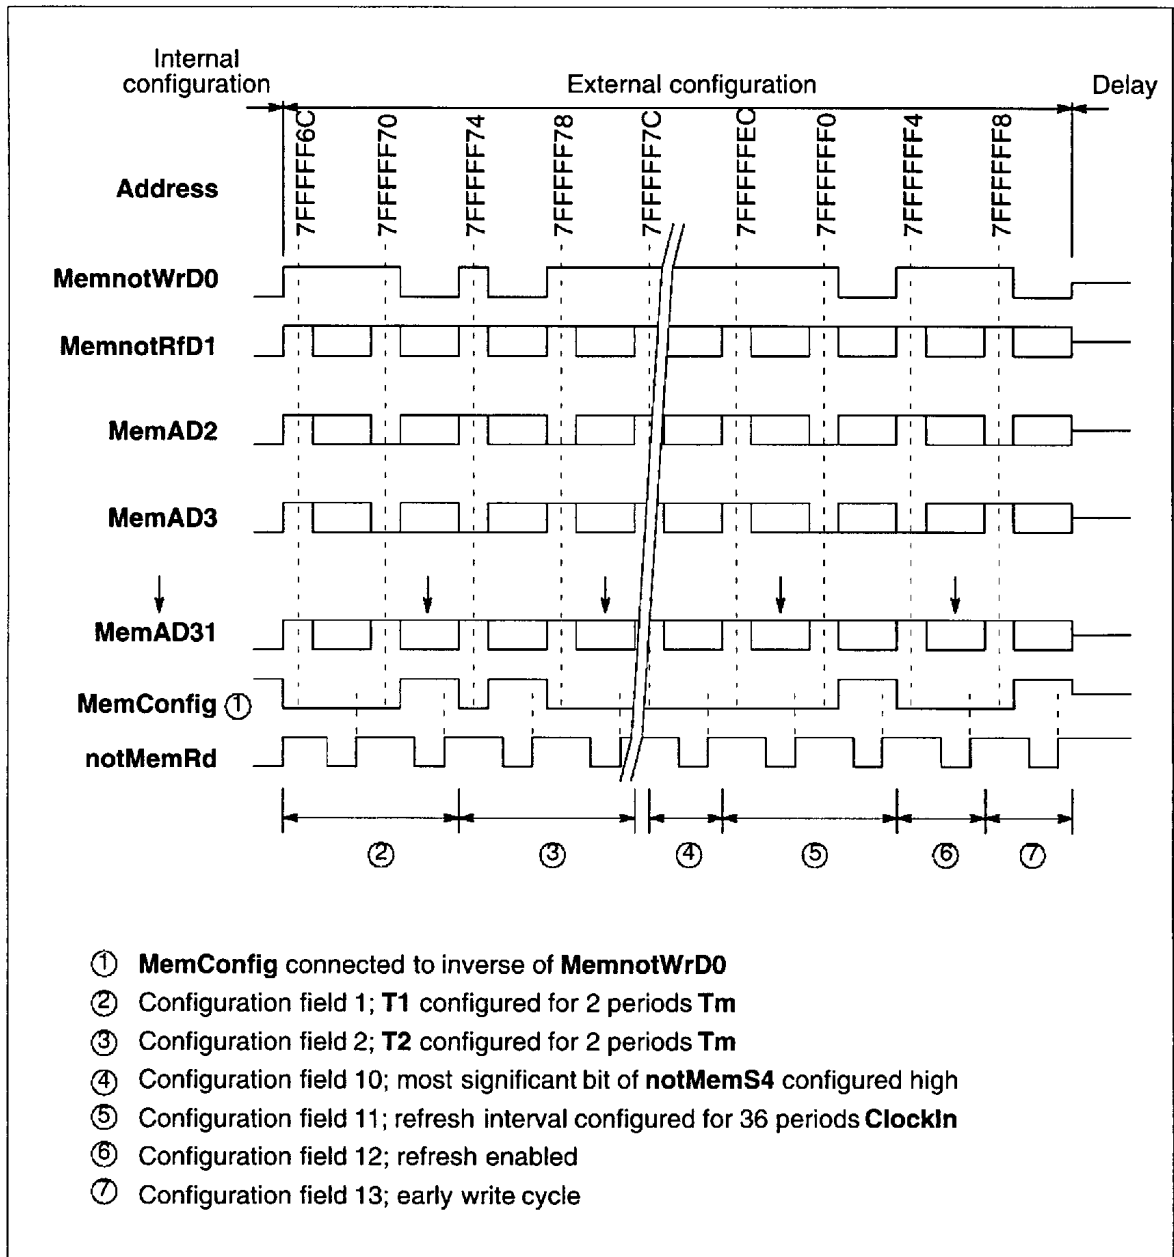 Internal configuration
External configuration
Delay
Address
7FFFFF6C
7FFFFF70
7FFFFF74
7FFFFF78
7FFFFF7C
7FFFFFEC
7FFFFFF0
7FFFFFF4
7FFFFFF8
MemnotWrD0
MemnotRfD1
MemAD2
MemAD3
MemAD31
MemConfig ①
notMemRd
② ③ ④ ⑤ ⑥ ⑦
① MemConfig connected to inverse of MemnotWrD0
② Configuration field 1; T1 configured for 2 periods Tm
③ Configuration field 2; T2 configured for 2 periods Tm
④ Configuration field 10; most significant bit of notMemS4 configured high
⑤ Configuration field 11; refresh interval configured for 36 periods ClockIn
⑥ Configuration field 12; refresh enabled
⑦ Configuration field 13; early write cycle